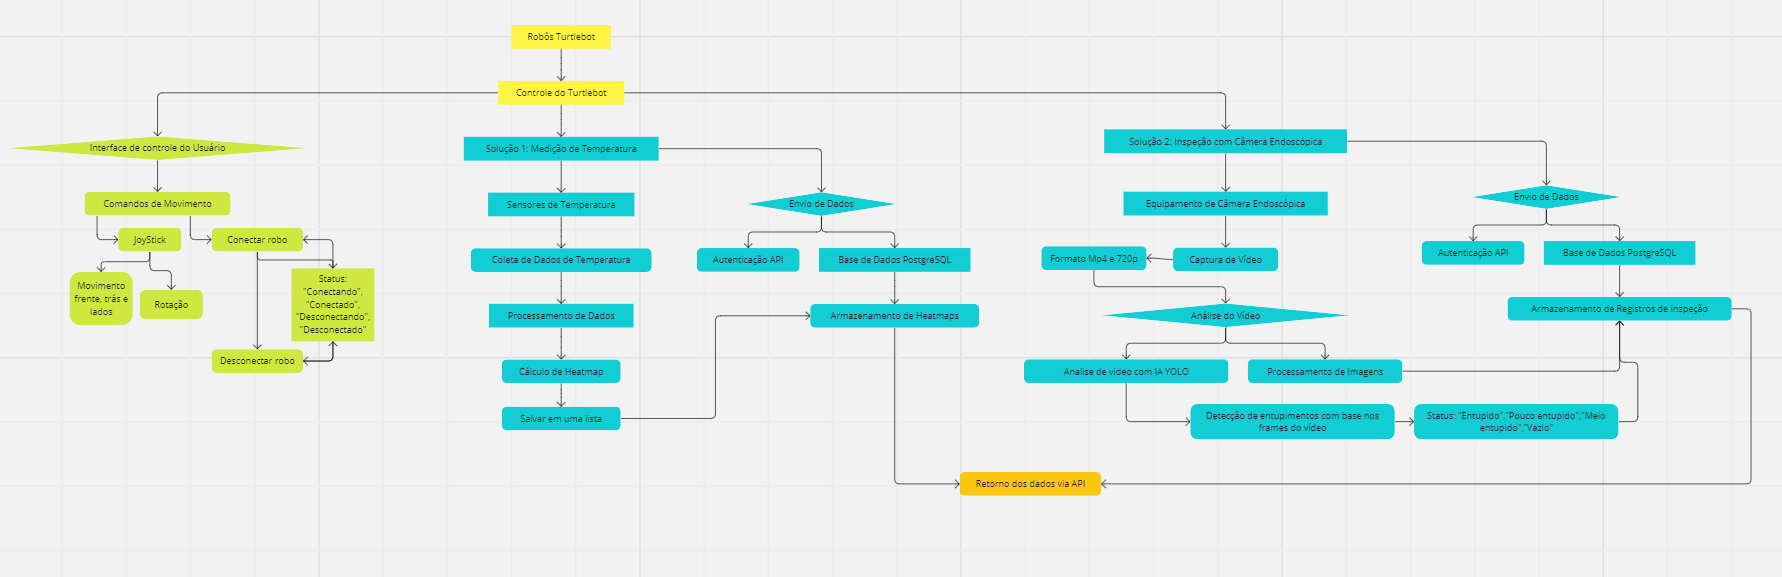 Robôs Turtlebot
Controle do Turtlebot
Interface de controle do Usuário
Comandos de Movimento
JoyStick
Conectar robo
Movimento
frente, trás e
lados
Rotação
Status:
"Conectando",
"Conectado",
"Desconectando",
"Desconectado"
Desconectar robo
Solução 1: Medição de Temperatura
Sensores de Temperatura
Coleta de Dados de Temperatura
Processamento de Dados
Cálculo de Heatmap
Salvar em uma lista
Envio de Dados
Autenticação API
Base de Dados PostgreSQL
Armazenamento de Heatmaps
Solução 2: Inspeção com Câmera Endoscópica
Equipamento de Câmera Endoscópica
Formato Mp4 e 720p
Captura de Vídeo
Análise do Vídeo
Analise de video com IA YOLO
Processamento de Imagens
Detecção de entupimentos com base nos
frames do vídeo
Status: "Entupido","Pouco entupido","Meio
entupido","Vazio"
Envio de Dados
Autenticação API
Base de Dados PostgreSQL
Armazenamento de Registros de Inspeção
Retorno dos dados via API